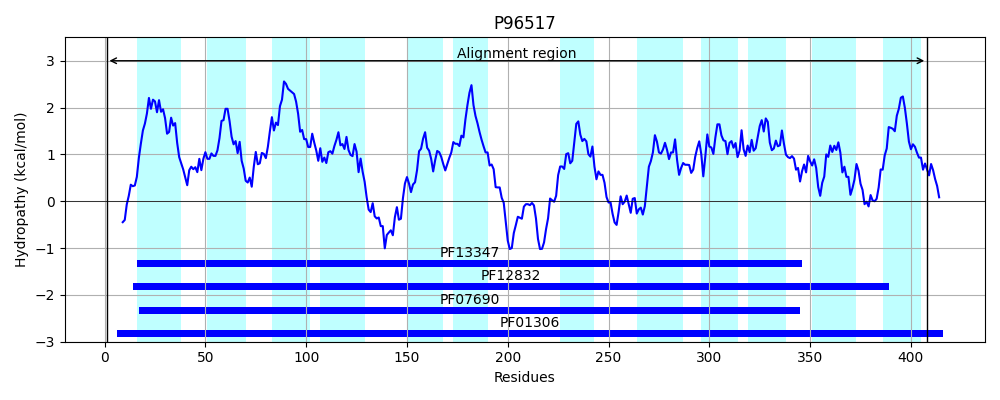 P96517
Alignment region
3
2
1
0
−1
−2
−3
Hydropathy (kcal/mol)
PF13347
PF12832
PF07690
PF01306
0 50 100 150 200 250 300 350 400
Residues